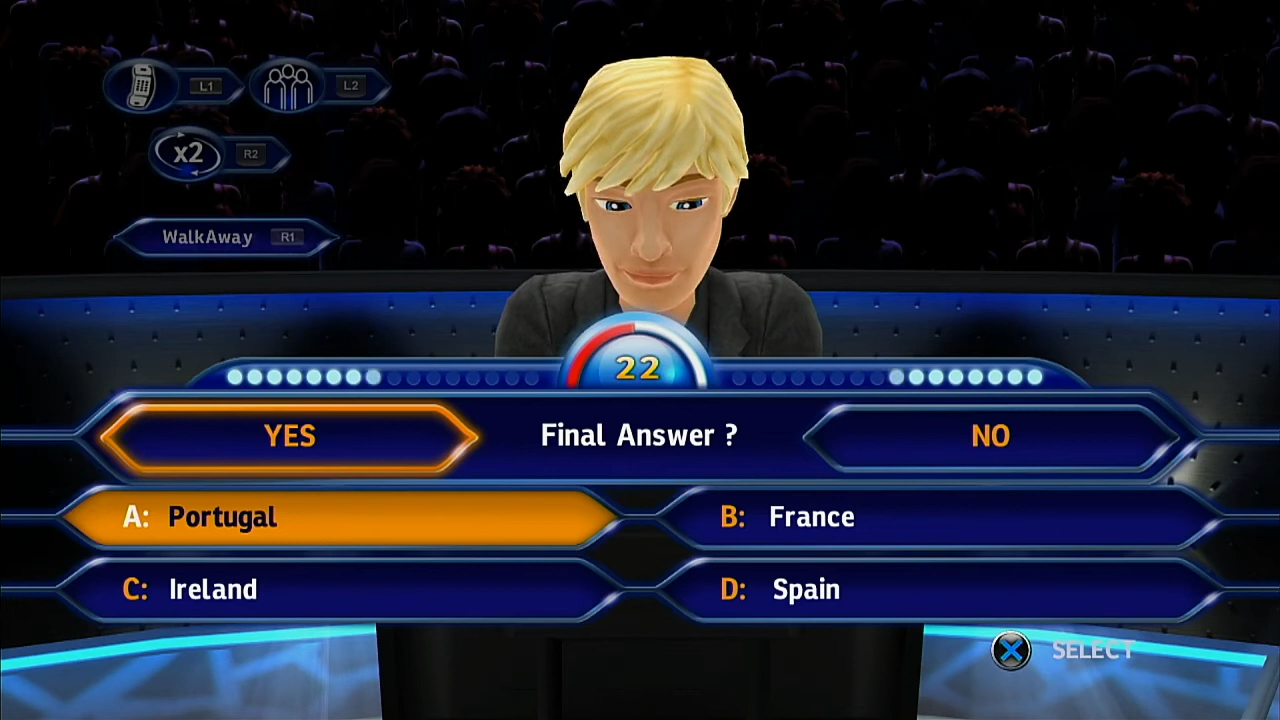 L1
L2
x2
R2
WalkAway R1
22
YES Final Answer ? NO
A: Portugal
B: France
C: Ireland
D: Spain
SELECT